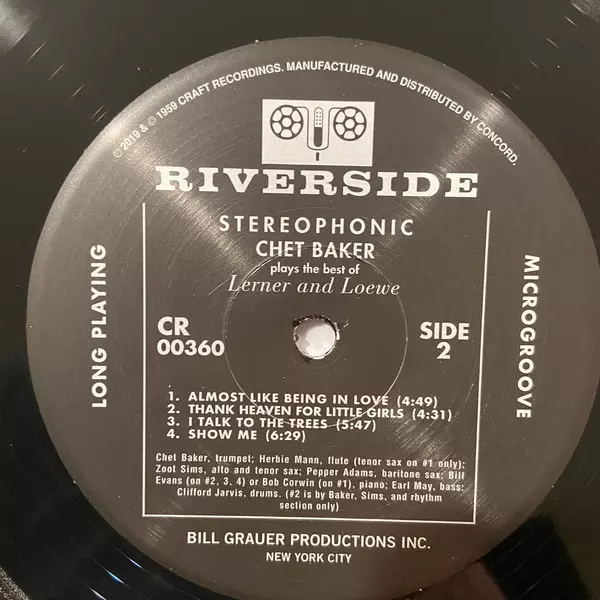 ℗ 2019 & © 1959 CRAFT RECORDINGS. MANUFACTURED AND DISTRIBUTED BY CONCORD.
RIVERSIDE
STEREOPHONIC
CHET BAKER
plays the best of
Lerner and Loewe
LONG PLAYING
MICROGROOVE
CR
00360
SIDE
2
1. ALMOST LIKE BEING IN LOVE (4:49)
2. THANK HEAVEN FOR LITTLE GIRLS (4:31)
3. I TALK TO THE TREES (5:47)
4. SHOW ME (6:29)
Chet Baker, trumpet; Herbie Mann, flute (tenor sax on #1 only);
Zoot Sims, alto and tenor sax; Pepper Adams, baritone sax; Bill
Evans (on #2, 3, 4) or Bob Corwin (on #1), piano; Earl May, bass;
Clifford Jarvis. drums. (#2 is by Baker, Sims, and rhythm
section only)
BILL GRAUER PRODUCTIONS INC.
NEW YORK CITY